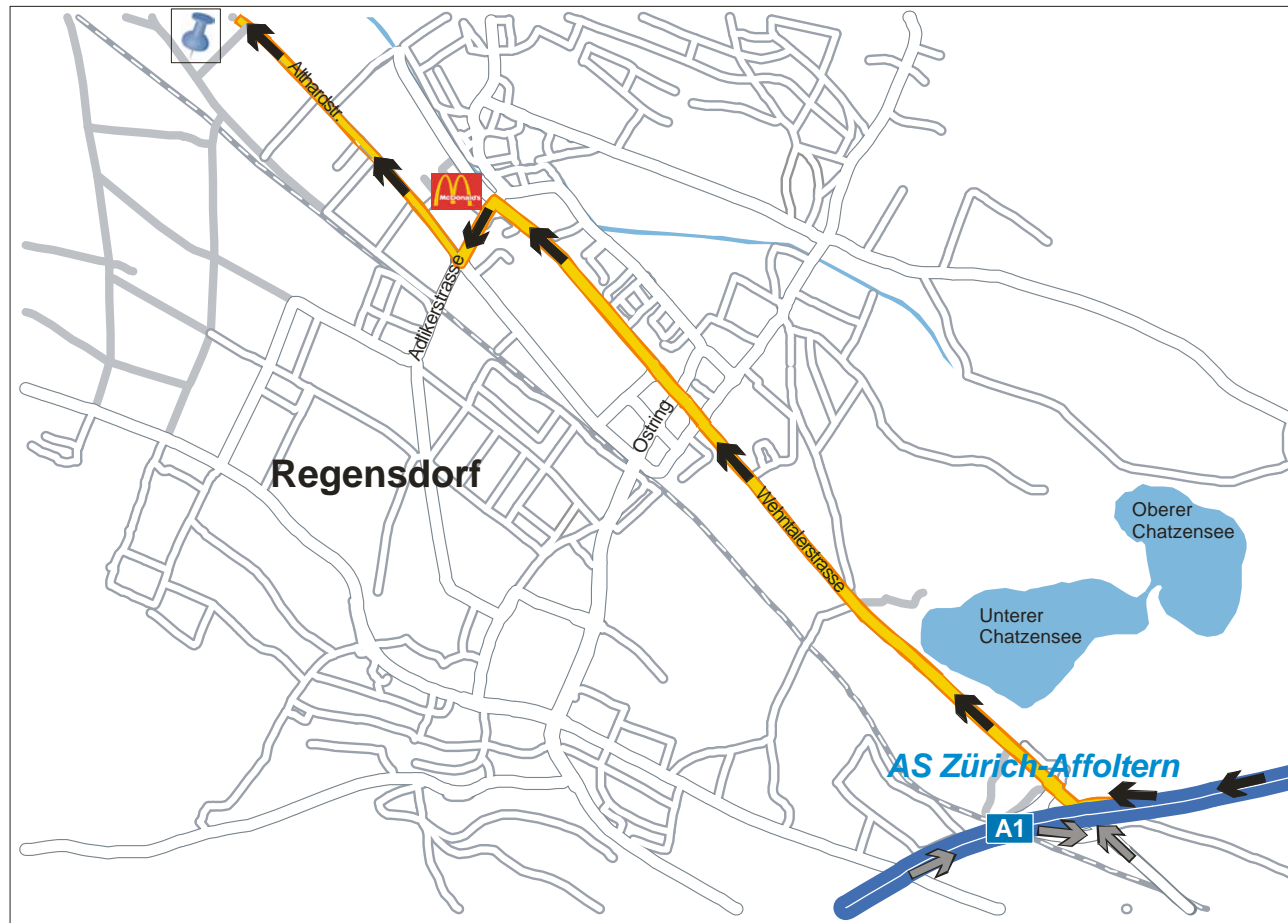 Althardstr.
McDonald's
Adlikerstrasse
Ostring
Regensdorf
Wehntalerstrasse
Oberer
Chatzensee
Unterer
Chatzensee
AS Zürich-Affoltern
A1